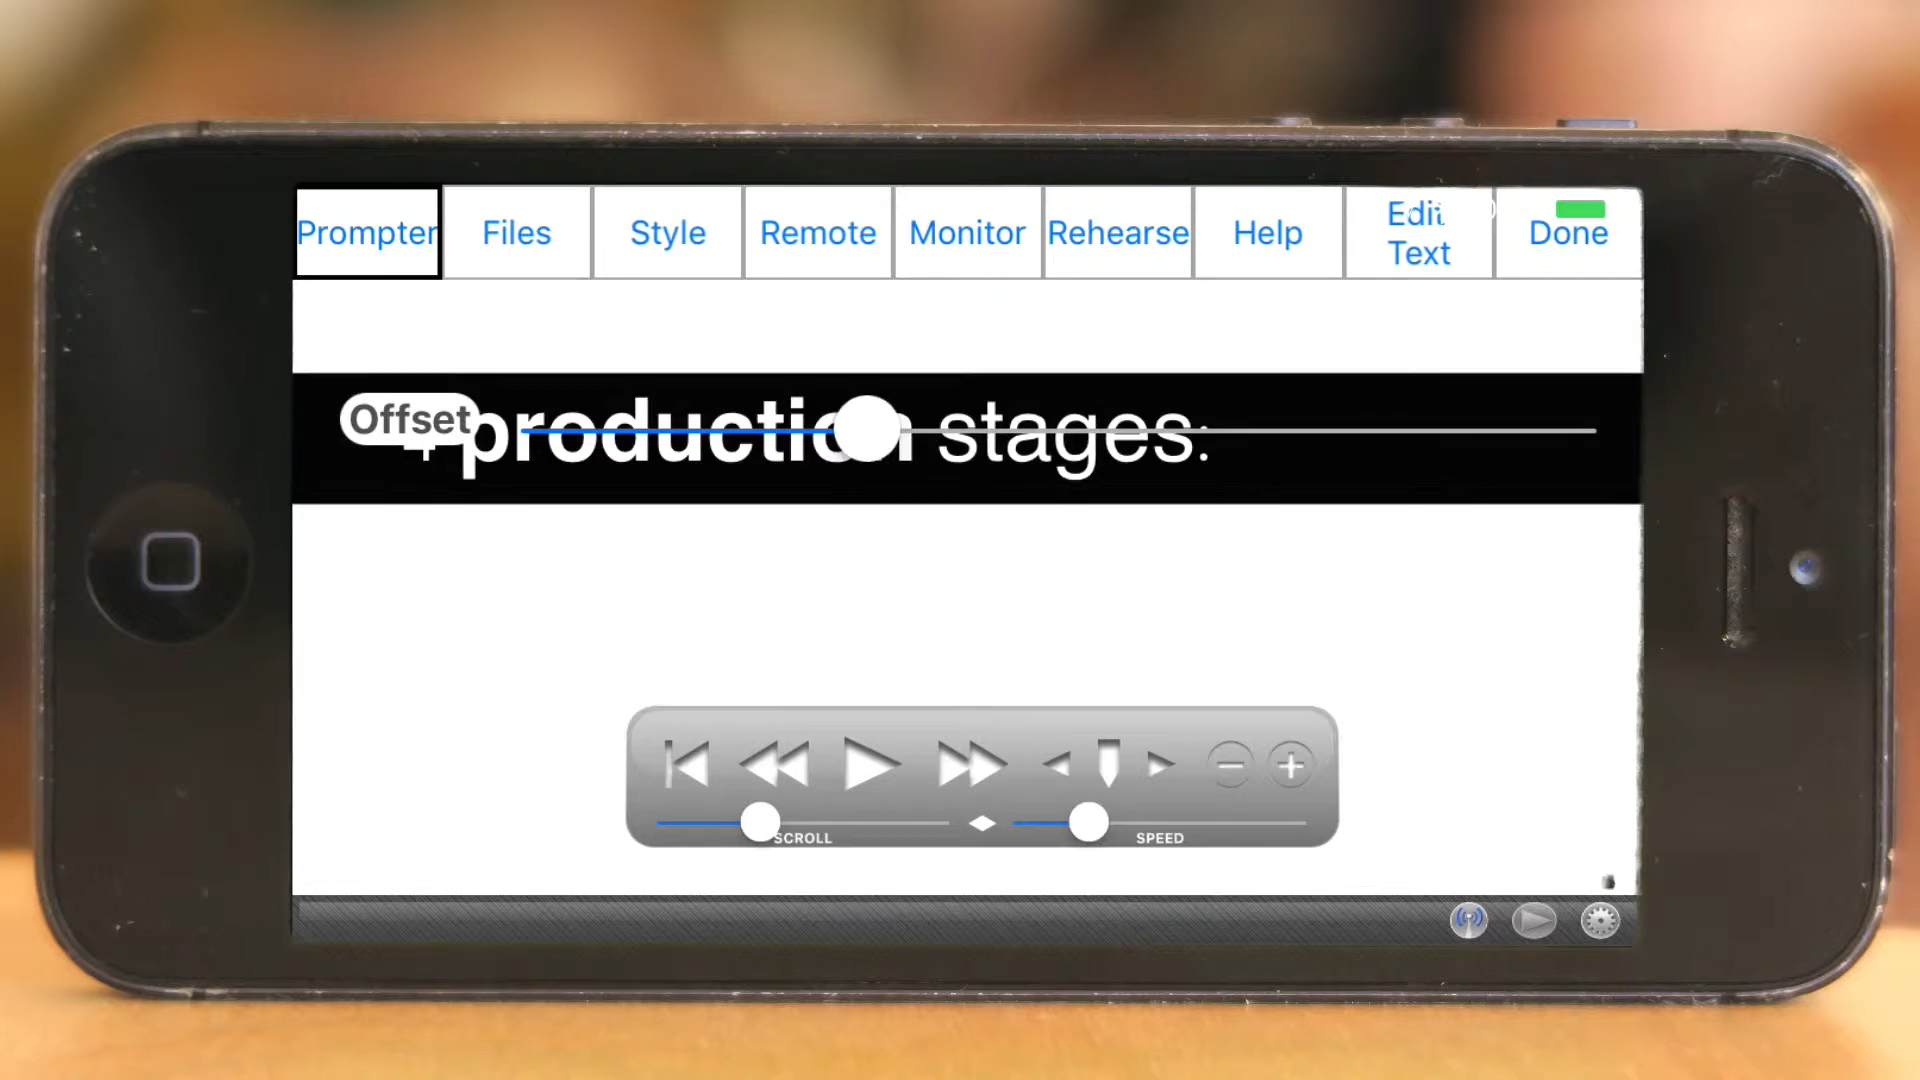 Prompter Files Style Remote Monitor Rehearse Help Edit Text Done
Offset
production stages:
SCROLL SPEED